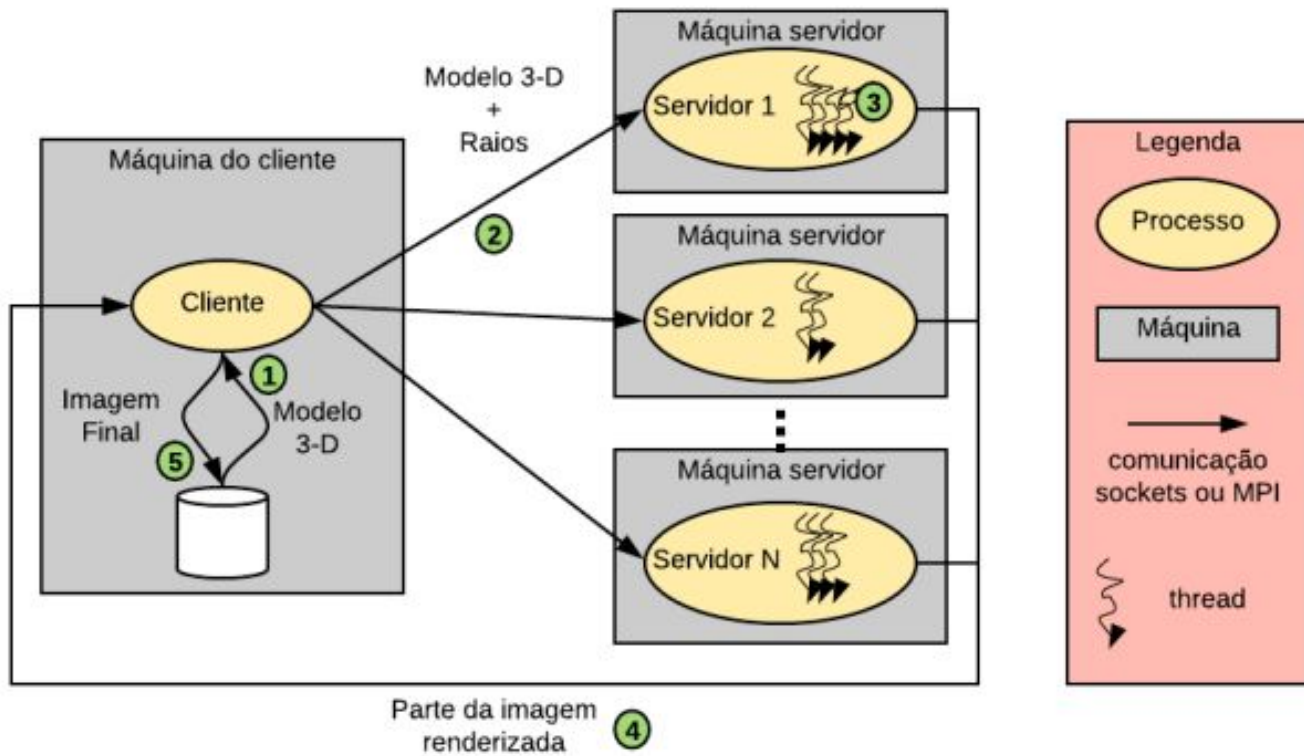 Máquina do cliente
Cliente
1
Imagem
Final
Modelo
3-D
5
Modelo 3-D
+
Raios
2
Máquina servidor
Servidor 1
3
Máquina servidor
Servidor 2
Máquina servidor
Servidor N
Parte da imagem
renderizada
4
Legenda
Processo
Máquina
comunicação
sockets ou MPI
thread